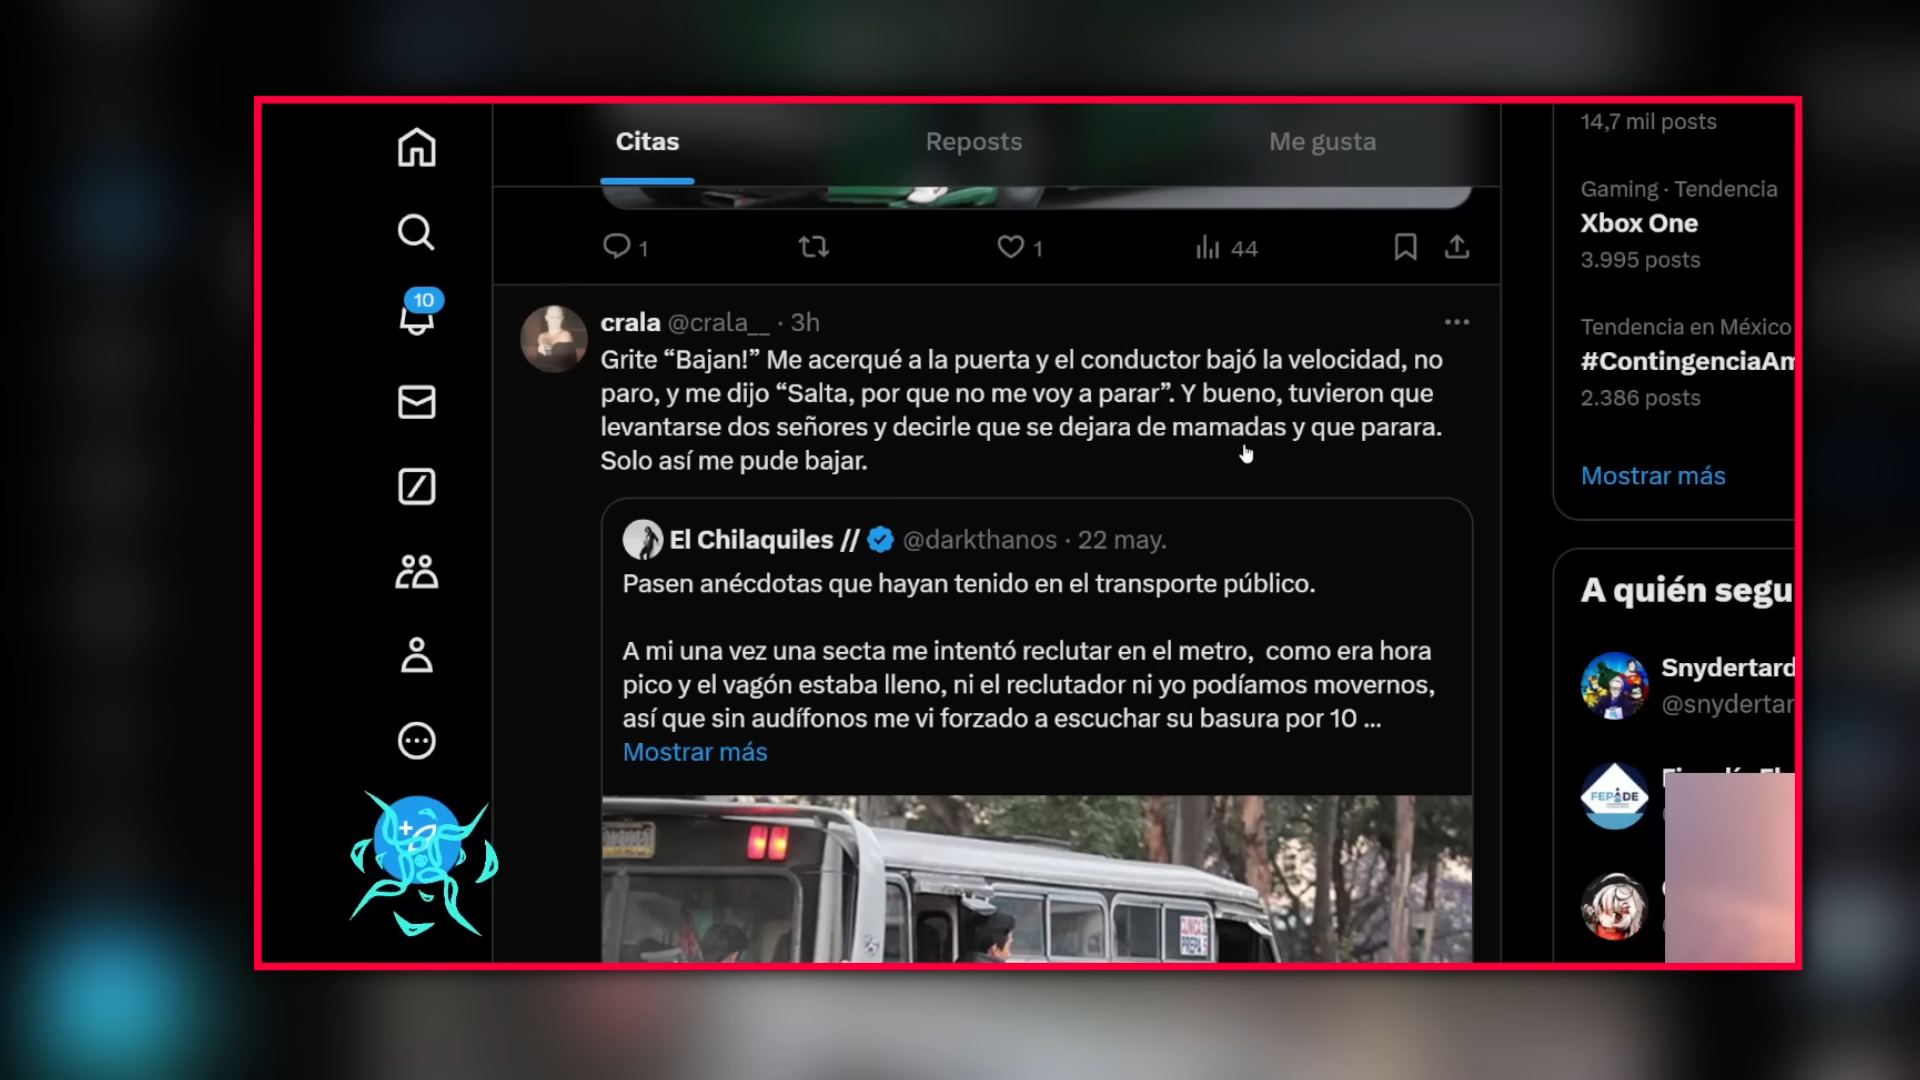 Citas
Reposts
Me gusta
1
1
44
10
crala @crala__ · 3h
Grite “Bajan!” Me acerqué a la puerta y el conductor bajó la velocidad, no
paro, y me dijo “Salta, por que no me voy a parar”. Y bueno, tuvieron que
levantarse dos señores y decirle que se dejara de mamadas y que parara.
Solo así me pude bajar.
El Chilaquiles // @darkthanos · 22 may.
Pasen anécdotas que hayan tenido en el transporte público.
A mi una vez una secta me intentó reclutar en el metro, como era hora
pico y el vagón estaba lleno, ni el reclutador ni yo podíamos movernos,
así que sin audífonos me vi forzado a escuchar su basura por 10 ...
Mostrar más
CLINICA
PREPA 5
14,7 mil posts
Gaming · Tendencia
Xbox One
3.995 posts
Tendencia en México
#ContingenciaAm
2.386 posts
Mostrar más
A quién segu
Snydertard
@snydertar
FEPADE